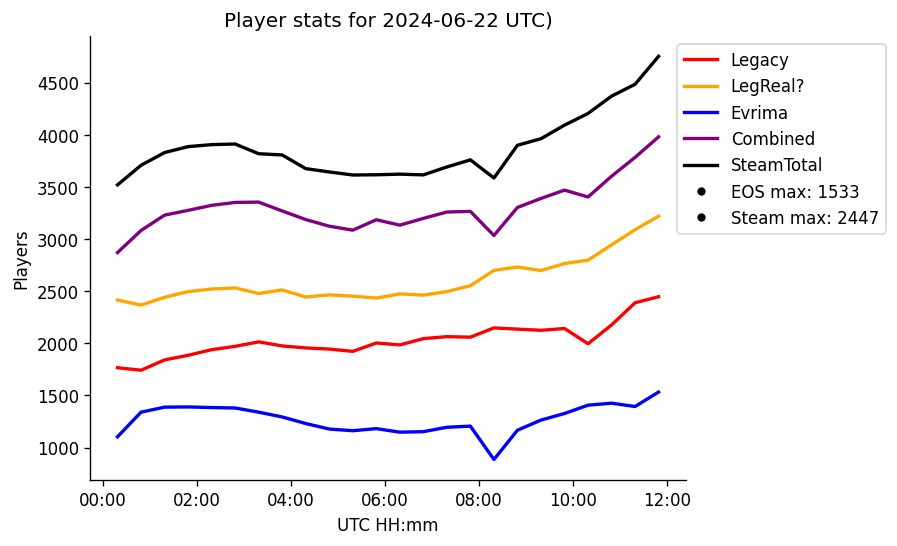 Player stats for 2024-06-22 UTC)
Legacy
LegReal?
Evrima
Combined
SteamTotal
EOS max: 1533
Steam max: 2447
Players
4500
4000
3500
3000
2500
2000
1500
1000
00:00 02:00 04:00 06:00 08:00 10:00 12:00
UTC HH:mm